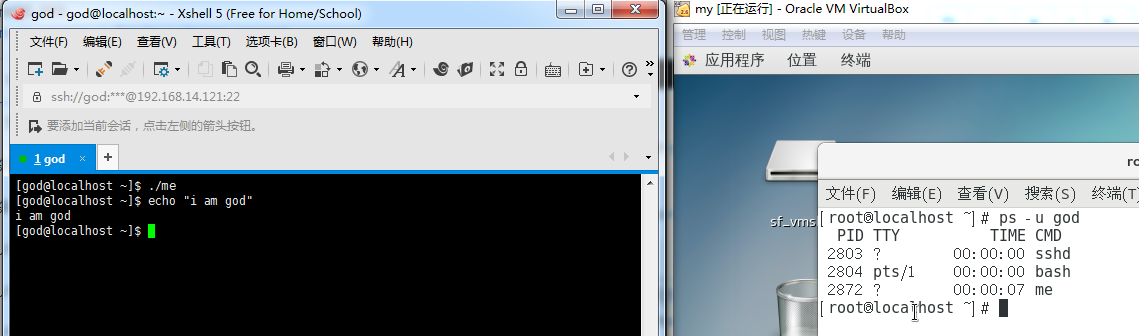 god - god@localhost:~ - Xshell 5 (Free for Home/School)
文件(F) 编辑(E) 查看(V) 工具(T) 选项卡(B) 窗口(W) 帮助(H)
ssh://god:***@192.168.14.121:22
要添加当前会话，点击左侧的箭头按钮。
1 god
[god@localhost ~]$ ./me
[god@localhost ~]$ echo "i am god"
i am god
[god@localhost ~]$
my [正在运行] - Oracle VM VirtualBox
管理 控制 视图 热键 设备 帮助
应用程序 位置 终端
sf_vms
文件(F) 编辑(E) 查看(V) 搜索(S) 终端(T)
[root@localhost ~]# ps -u god
PID TTY TIME CMD
2803 ? 00:00:00 sshd
2804 pts/1 00:00:00 bash
2872 ? 00:00:07 me
[root@localhost ~]#